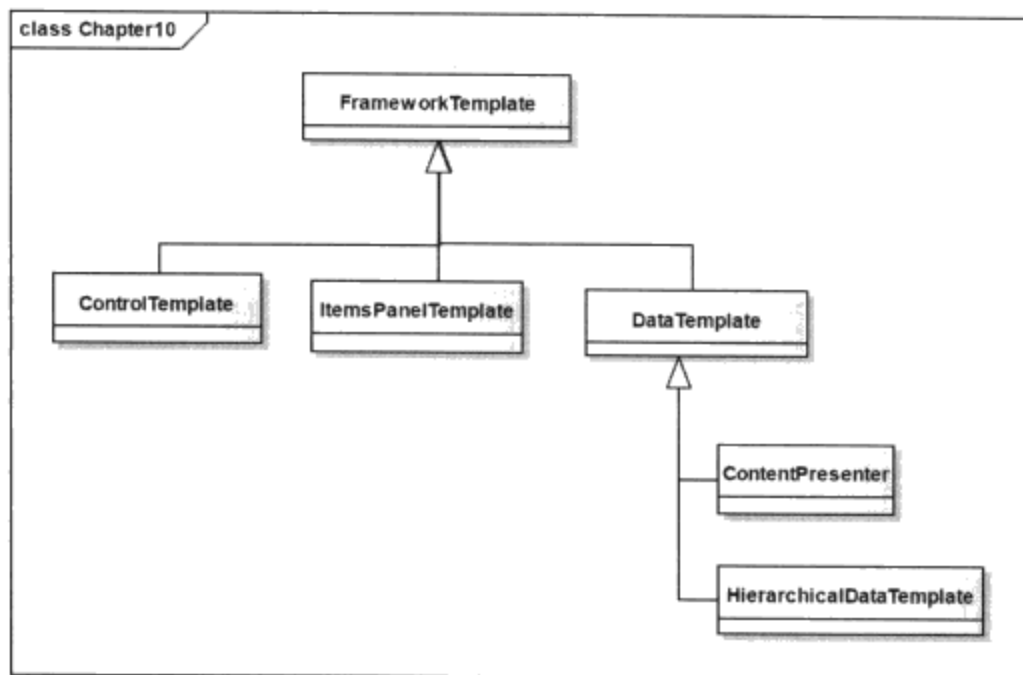 class Chapter10
FrameworkTemplate
ControlTemplate
ItemsPanelTemplate
DataTemplate
ContentPresenter
HierarchicalDataTemplate